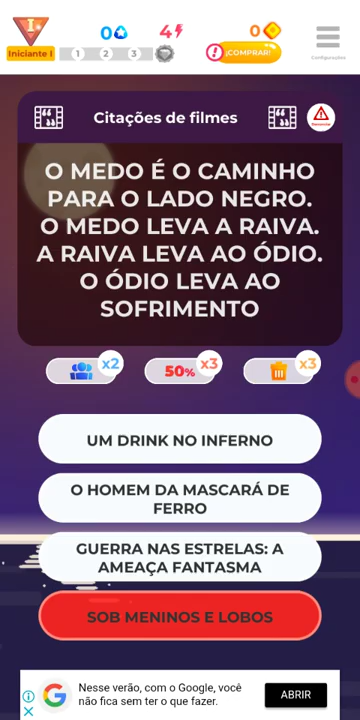 0
4
0
Iniciante I
1
2
3
¡COMPRAR!
Configurações
Citações de filmes
O MEDO É O CAMINHO
PARA O LADO NEGRO.
O MEDO LEVA A RAIVA.
A RAIVA LEVA AO ÓDIO.
O ÓDIO LEVA AO
SOFRIMENTO
x2
50%
x3
x3
UM DRINK NO INFERNO
O HOMEM DA MASCARÁ DE
FERRO
GUERRA NAS ESTRELAS: A
AMEAÇA FANTASMA
SOB MENINOS E LOBOS
Nesse verão, com o Google, você
não fica sem ter o que fazer.
ABRIR